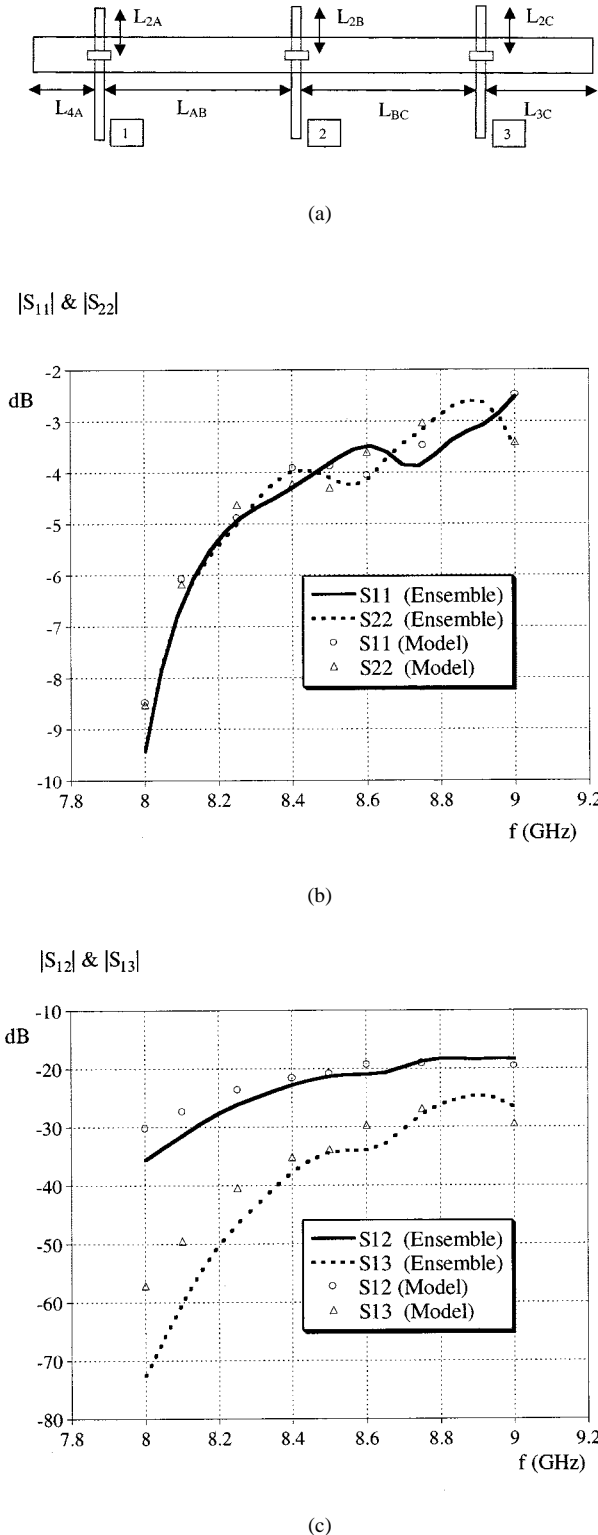 L2A L2B L2C
L4A LAB LBC L3C
1 2 3
(a)
|S11| & |S22|
-2
dB
-3
-4
-5
-6
-7
-8
-9
-10
S11 (Ensemble)
S22 (Ensemble)
S11 (Model)
S22 (Model)
7.8 8 8.2 8.4 8.6 8.8 9 9.2
f (GHz)
(b)
|S12| & |S13|
-10
dB
-20
-30
-40
-50
-60
-70
-80
S12 (Ensemble)
S13 (Ensemble)
S12 (Model)
S13 (Model)
7.8 8 8.2 8.4 8.6 8.8 9 9.2
f (GHz)
(c)